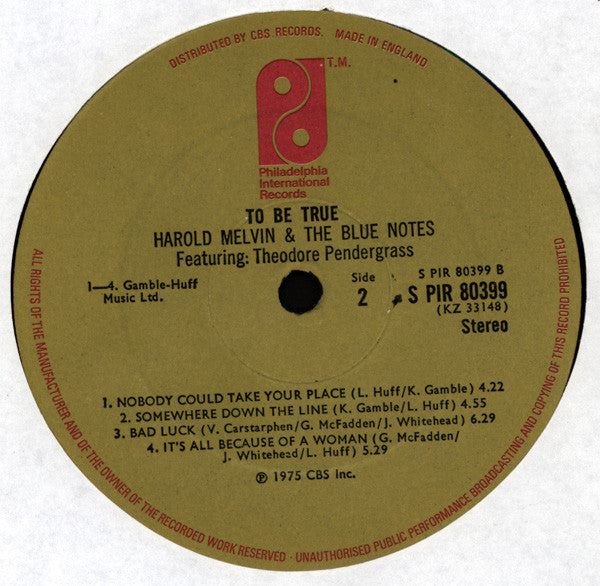 DISTRIBUTED BY CBS RECORDS. MADE IN ENGLAND
T.M.
Philadelphia
International
Records
TO BE TRUE
HAROLD MELVIN & THE BLUE NOTES
Featuring: Theodore Pendergrass
1—4. Gamble-Huff
Music Ltd.
Side
2
S PIR 80399 B
S PIR 80399
(KZ 33148)
Stereo
1. NOBODY COULD TAKE YOUR PLACE (L. Huff/K. Gamble) 4.22
2. SOMEWHERE DOWN THE LINE (K. Gamble/L. Huff) 4.55
3. BAD LUCK (V. Carstarphen/G. McFadden/J. Whitehead) 6.29
4. IT'S ALL BECAUSE OF A WOMAN (G. McFadden/
J. Whitehead/L. Huff) 5.29
℗ 1975 CBS Inc.
ALL RIGHTS OF THE MANUFACTURER AND OF THE OWNER OF THE RECORDED WORK RESERVED · UNAUTHORISED PUBLIC PERFORMANCE BROADCASTING AND COPYING OF THIS RECORD PROHIBITED